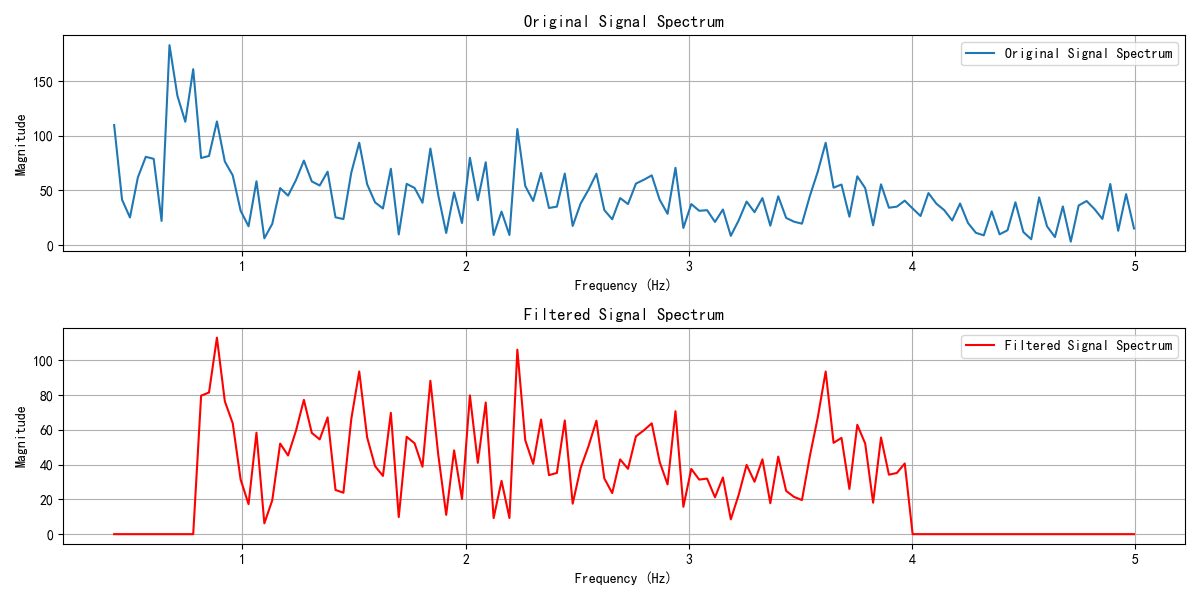 Original Signal Spectrum
Original Signal Spectrum
Magnitude
150
100
50
0
1 2 3 4 5
Frequency (Hz)
Filtered Signal Spectrum
Filtered Signal Spectrum
Magnitude
100
80
60
40
20
0
1 2 3 4 5
Frequency (Hz)